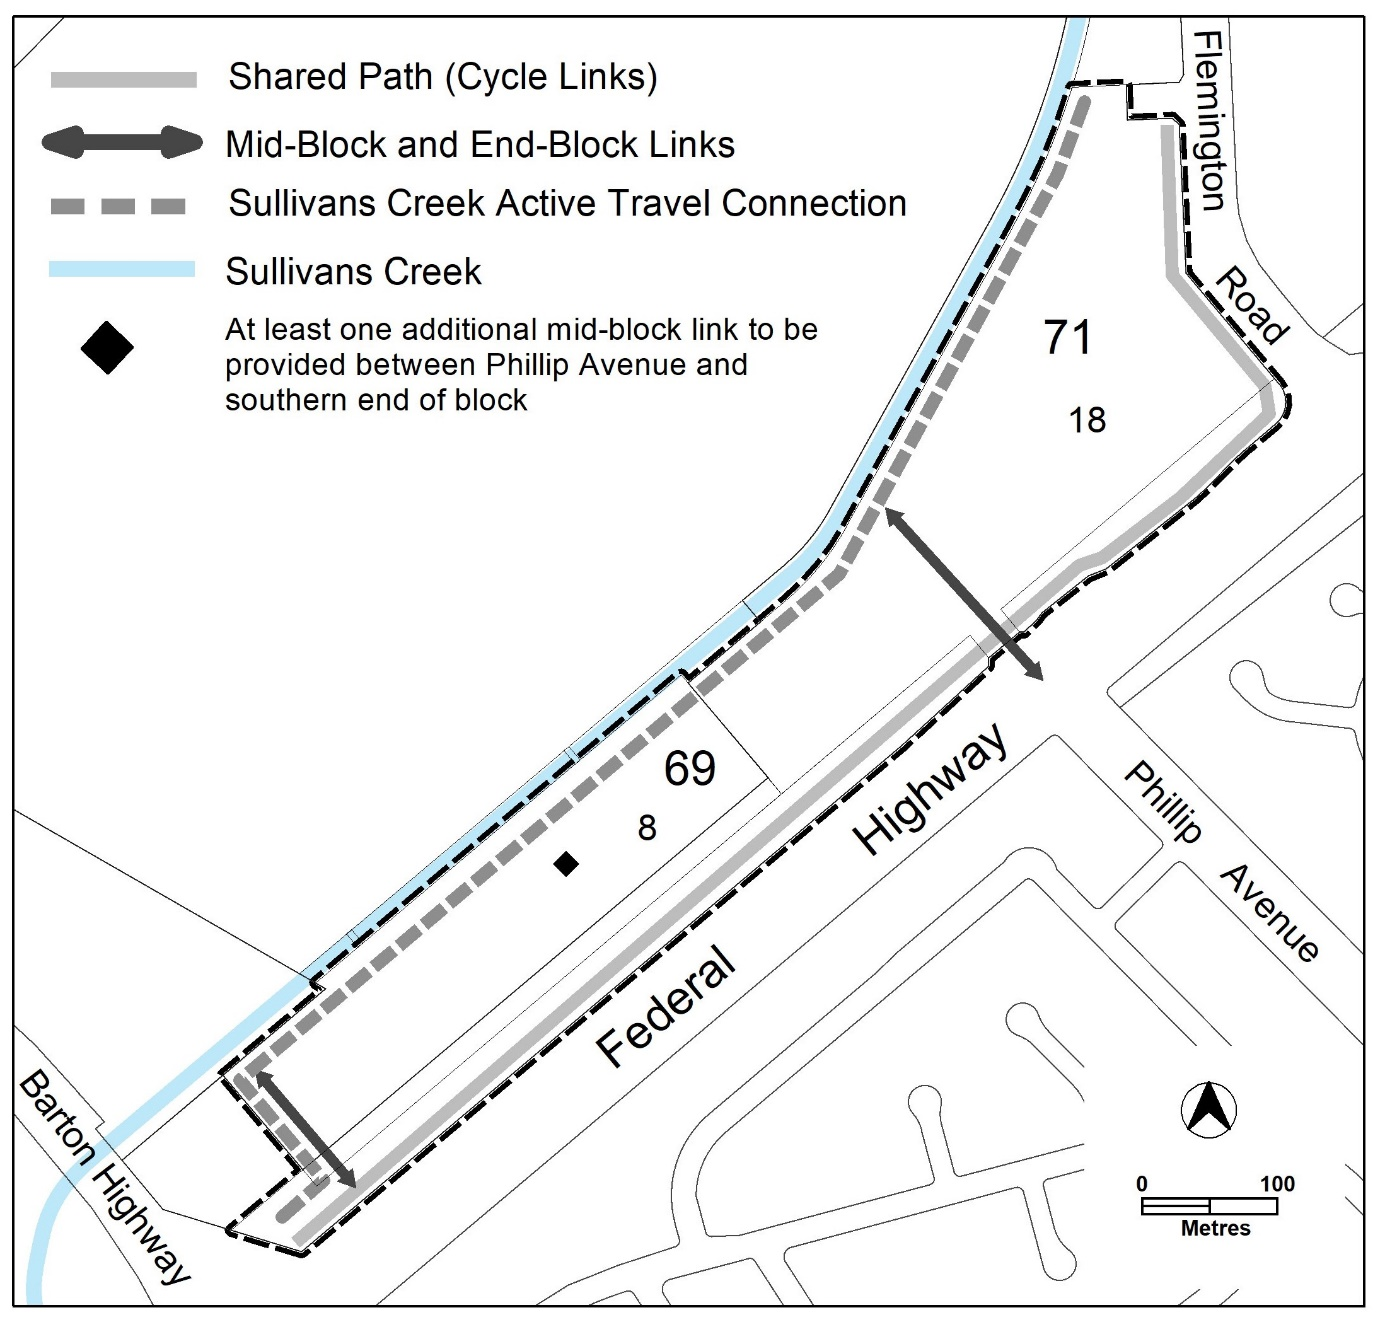 Shared Path (Cycle Links)
Mid-Block and End-Block Links
Sullivans Creek Active Travel Connection
Sullivans Creek
At least one additional mid-block link to be
provided between Phillip Avenue and
southern end of block
Flemington
Road
71
18
69
8
Federal Highway
Phillip Avenue
Barton Highway
0 100
Metres